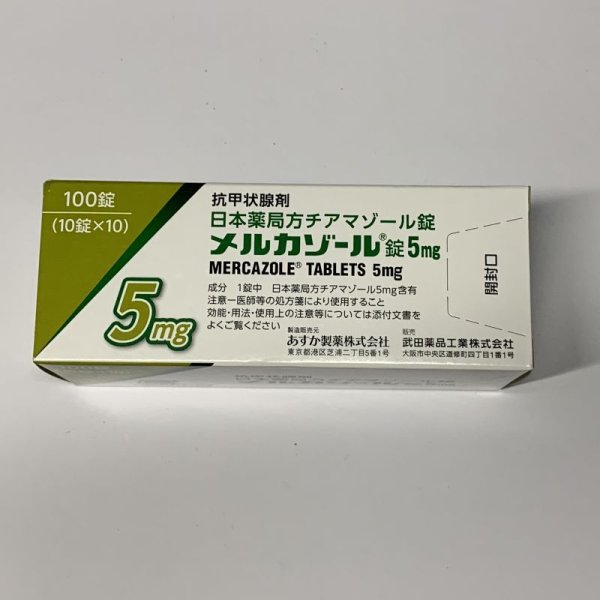 100錠
(10錠×10)
抗甲状腺剤
日本薬局方チアマゾール錠
メルカゾール®錠5mg
MERCAZOLE® TABLETS 5mg
成分 1錠中 日本薬局方チアマゾール5mg含有
注意ー医師等の処方箋により使用すること
効能・用法・使用上の注意等については添付文書を
よくご覧ください
製造販売元
あすか製薬株式会社
東京都港区芝浦二丁目5番1号
販売
武田薬品工業株式会社
大阪市中央区道修町四丁目1番1号
開封口
5mg